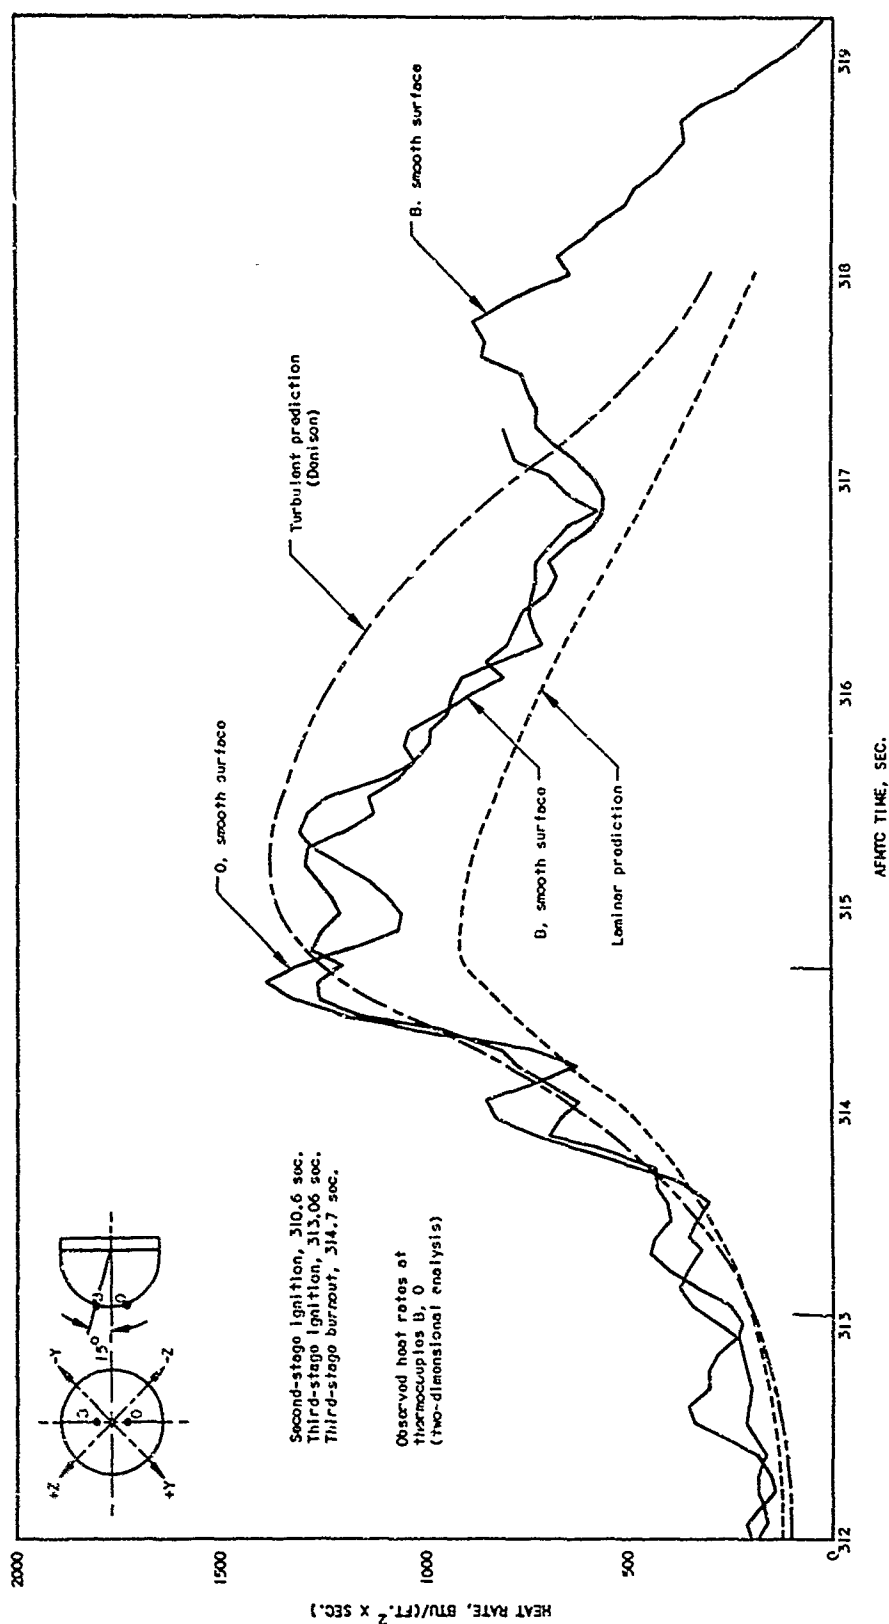 2000
1500
1000
500
0
HEAT RATE, BTU/(FT.² X SEC.)
312
313
314
315
316
317
318
319
AFMTC TIME, SEC.
+Z
-Y
+Y
-Z
B
O
15°
B
O
Second-stage ignition, 310.6 sec.
Third-stage ignition, 313.06 sec.
Third-stage burnout, 314.7 sec.
Observed heat rates at
thermocouples B, O
(two-dimensional analysis)
O, smooth surface
Turbulent prediction
(Denison)
B. smooth surface
B, smooth surface
Laminar prediction